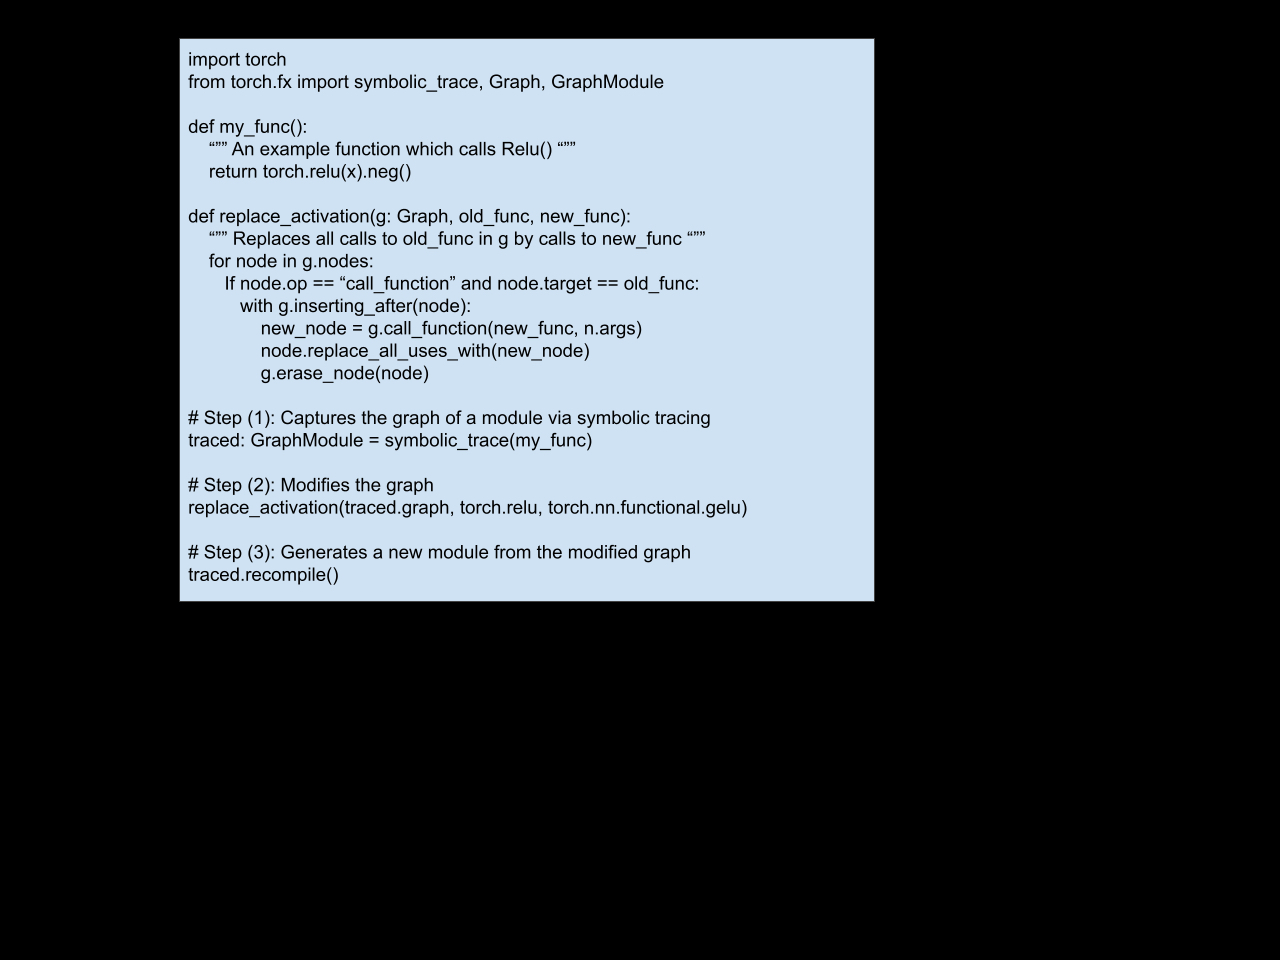 import torch
from torch.fx import symbolic_trace, Graph, GraphModule
def my_func():
“”” An example function which calls Relu() “””
return torch.relu(x).neg()
def replace_activation(g: Graph, old_func, new_func):
“”” Replaces all calls to old_func in g by calls to new_func “””
for node in g.nodes:
If node.op == “call_function” and node.target == old_func:
with g.inserting_after(node):
new_node = g.call_function(new_func, n.args)
node.replace_all_uses_with(new_node)
g.erase_node(node)
# Step (1): Captures the graph of a module via symbolic tracing
traced: GraphModule = symbolic_trace(my_func)
# Step (2): Modifies the graph
replace_activation(traced.graph, torch.relu, torch.nn.functional.gelu)
# Step (3): Generates a new module from the modified graph
traced.recompile()